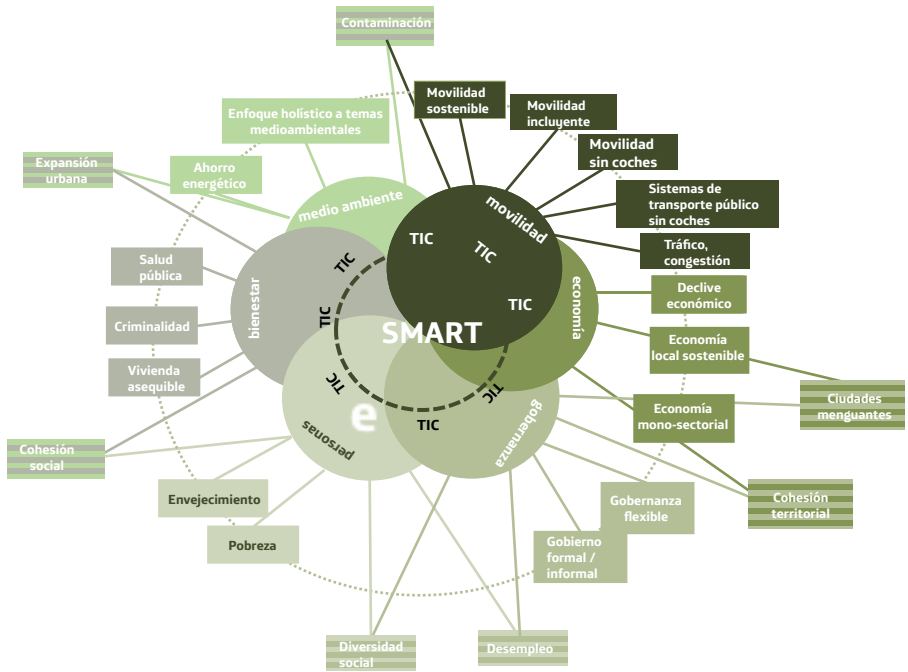 Contaminación
Movilidad
sostenible
Movilidad
incluyente
Enfoque holístico a temas
medioambientales
Movilidad
sin coches
Expansión
urbana
Ahorro
energético
Sistemas de
transporte público
sin coches
medio ambiente
movilidad
Tráfico,
congestión
TIC
TIC
TIC
TIC
Salud
pública
bienestar
economía
Declive
económico
TIC
Criminalidad
SMART
Economía
local sostenible
Vivienda
asequible
TIC
TIC
Ciudades
menguantes
e
TIC
Economía
mono-sectorial
personas
gobernanza
Cohesión
social
Envejecimiento
Gobernanza
flexible
Cohesión
territorial
Pobreza
Gobierno
formal /
informal
Diversidad
social
Desempleo